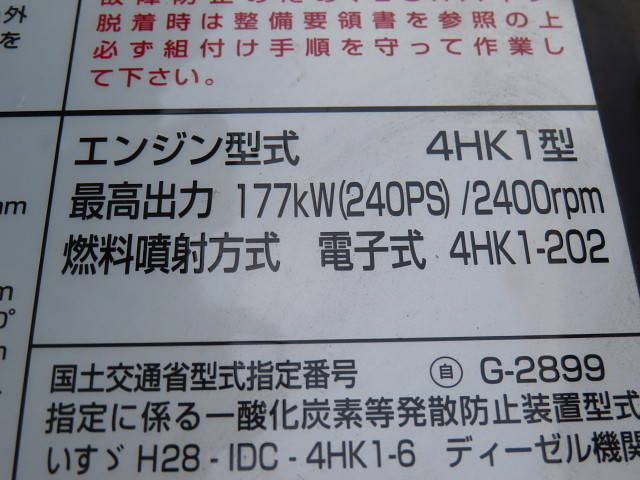 外
を
脱着時は整備要領書を参照の上
必ず組付け手順を守って作業し
て下さい。
エンジン型式 4HK1型
最高出力 177kW(240PS)/2400rpm
燃料噴射方式 電子式 4HK1-202
mm
m
0°
m
国土交通省型式指定番号 ㊞自 G-2899
指定に係る一酸化炭素等発散防止装置型式
いすゞ H28 - IDC - 4HK1-6 ディーゼル機関